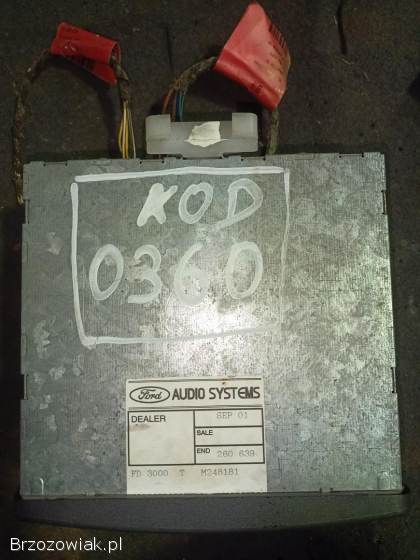 KOD
0360
Ford AUDIO SYSTEMS
DEALER
SEP 01
SALE
END 260 639
FD 3000 T M248181
Brzozowiak.pl